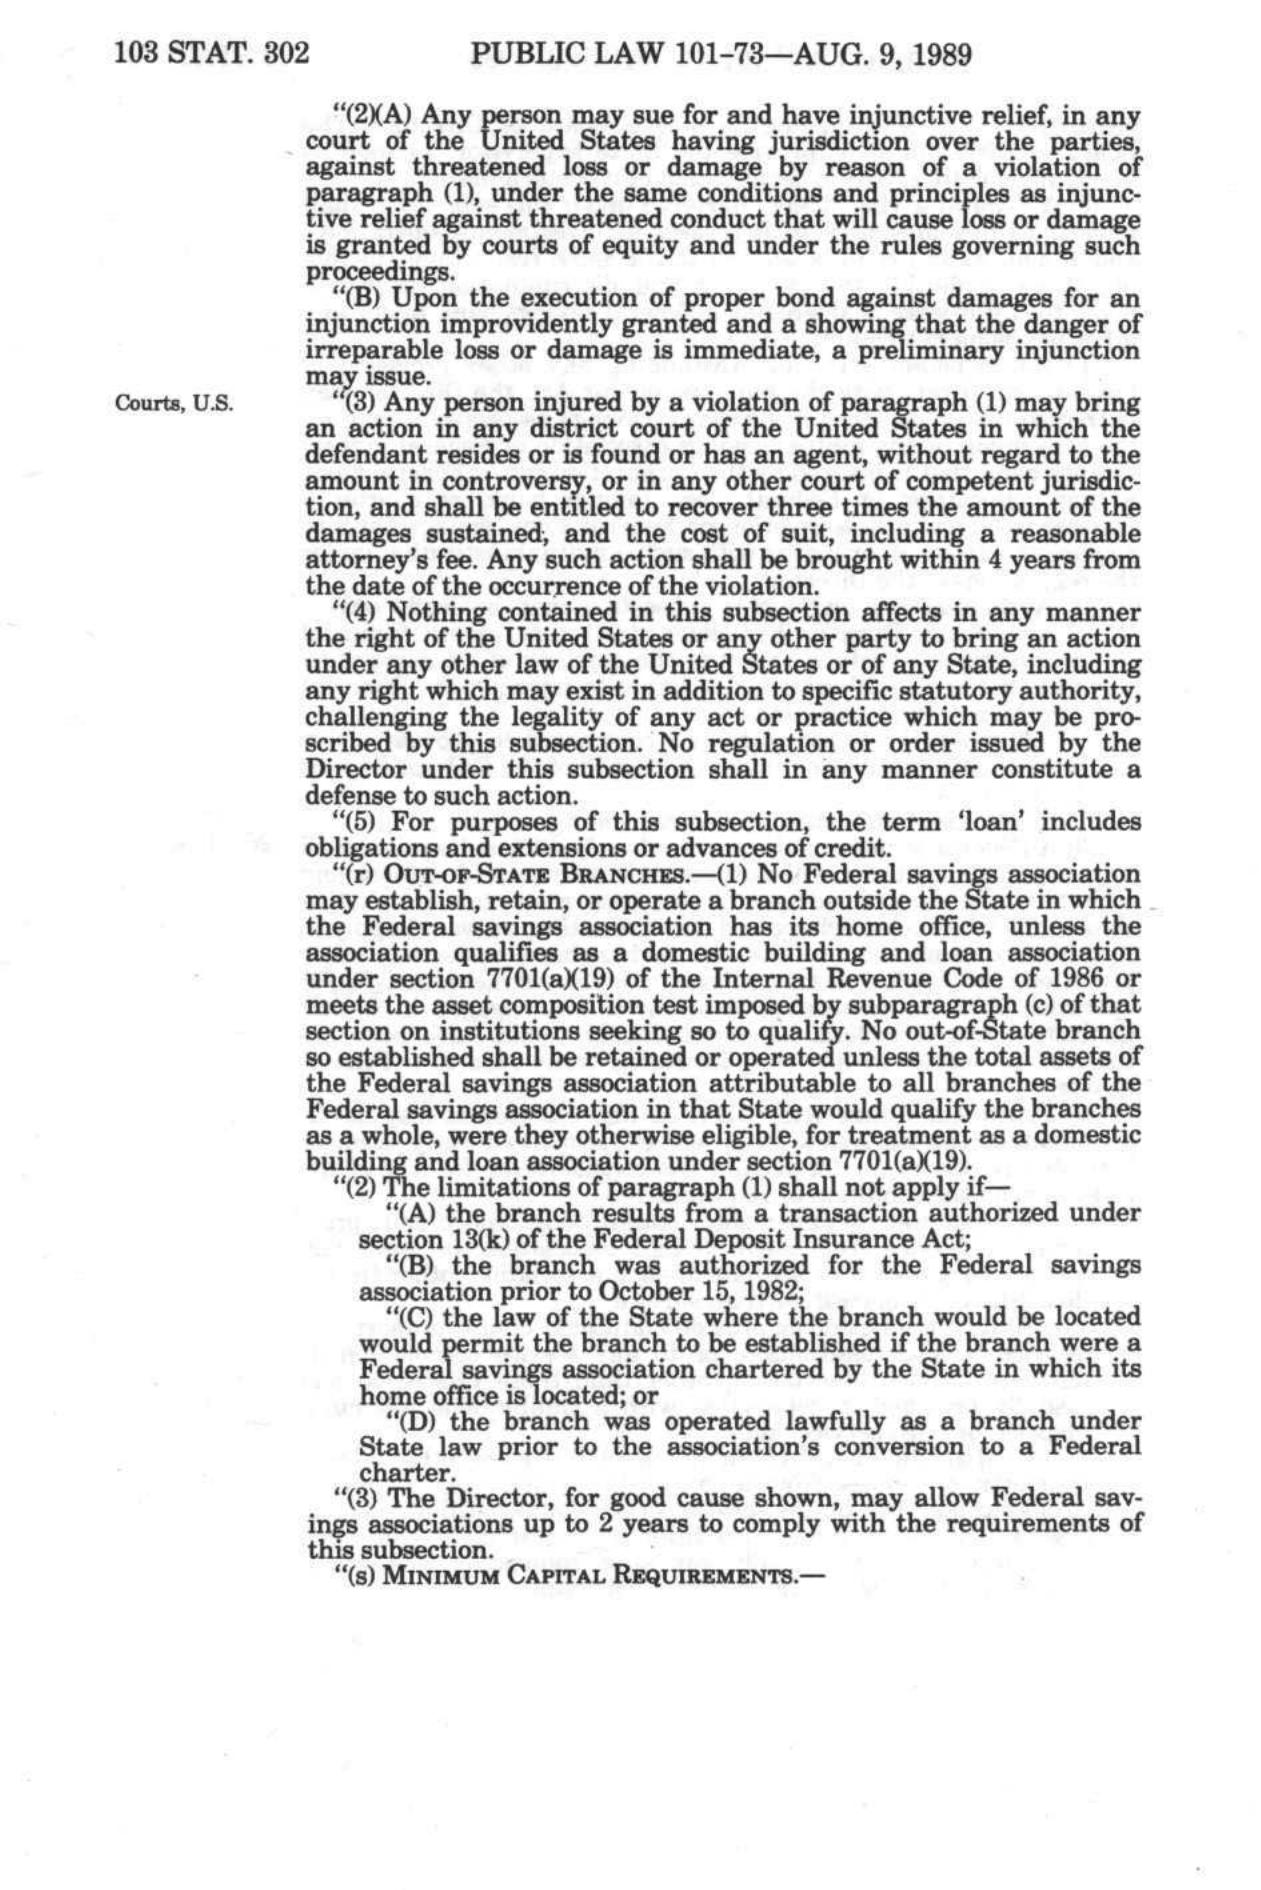 103 STAT. 302 PUBLIC LAW 101-73—AUG. 9, 1989
"(2)(A) Any person may sue for and have injunctive relief, in any
court of the United States having jurisdiction over the parties,
against threatened loss or damage by reason of a violation of
paragraph (1), under the same conditions and principles as injunc-
tive relief against threatened conduct that will cause loss or damage
is granted by courts of equity and under the rules governing such
proceedings.
"(B) Upon the execution of proper bond against damages for an
injunction improvidently granted and a showing that the danger of
irreparable loss or damage is immediate, a preliminary injunction
may issue.
Courts, U.S.
"(3) Any person injured by a violation of paragraph (1) may bring
an action in any district court of the United States in which the
defendant resides or is found or has an agent, without regard to the
amount in controversy, or in any other court of competent jurisdic-
tion, and shall be entitled to recover three times the amount of the
damages sustained, and the cost of suit, including a reasonable
attorney's fee. Any such action shall be brought within 4 years from
the date of the occurrence of the violation.
"(4) Nothing contained in this subsection affects in any manner
the right of the United States or any other party to bring an action
under any other law of the United States or of any State, including
any right which may exist in addition to specific statutory authority,
challenging the legality of any act or practice which may be pro-
scribed by this subsection. No regulation or order issued by the
Director under this subsection shall in any manner constitute a
defense to such action.
"(5) For purposes of this subsection, the term 'loan' includes
obligations and extensions or advances of credit.
"(r) OUT-OF-STATE BRANCHES.—(1) No Federal savings association
may establish, retain, or operate a branch outside the State in which
the Federal savings association has its home office, unless the
association qualifies as a domestic building and loan association
under section 7701(a)(19) of the Internal Revenue Code of 1986 or
meets the asset composition test imposed by subparagraph (c) of that
section on institutions seeking so to qualify. No out-of-State branch
so established shall be retained or operated unless the total assets of
the Federal savings association attributable to all branches of the
Federal savings association in that State would qualify the branches
as a whole, were they otherwise eligible, for treatment as a domestic
building and loan association under section 7701(a)(19).
"(2) The limitations of paragraph (1) shall not apply if—
"(A) the branch results from a transaction authorized under
section 13(k) of the Federal Deposit Insurance Act;
"(B) the branch was authorized for the Federal savings
association prior to October 15, 1982;
"(C) the law of the State where the branch would be located
would permit the branch to be established if the branch were a
Federal savings association chartered by the State in which its
home office is located; or
"(D) the branch was operated lawfully as a branch under
State law prior to the association's conversion to a Federal
charter.
"(3) The Director, for good cause shown, may allow Federal sav-
ings associations up to 2 years to comply with the requirements of
this subsection.
"(s) MINIMUM CAPITAL REQUIREMENTS.—